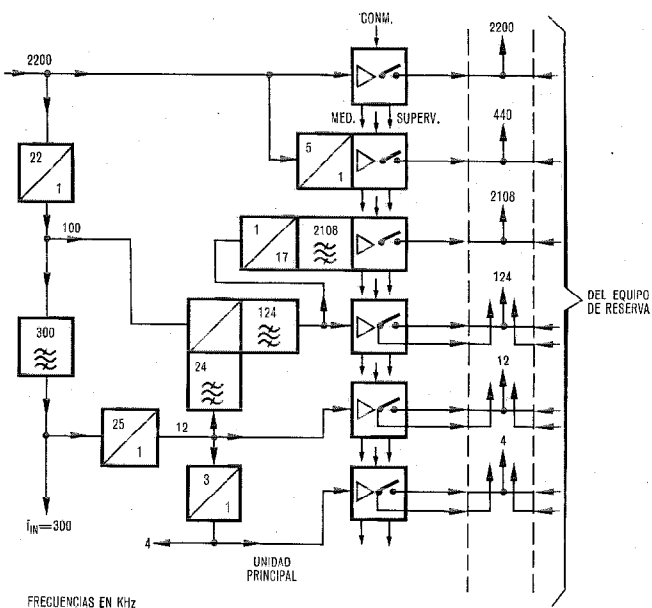 CONM.
2200
2200
MED.
SUPERV.
440
22
1
5
1
2108
100
1
17
2108
124
DEL EQUIPO
DE RESERVA
300
124
24
12
25
1
12
4
3
1
fIN=300
4
UNIDAD
PRINCIPAL
FRECUENCIAS EN KHz